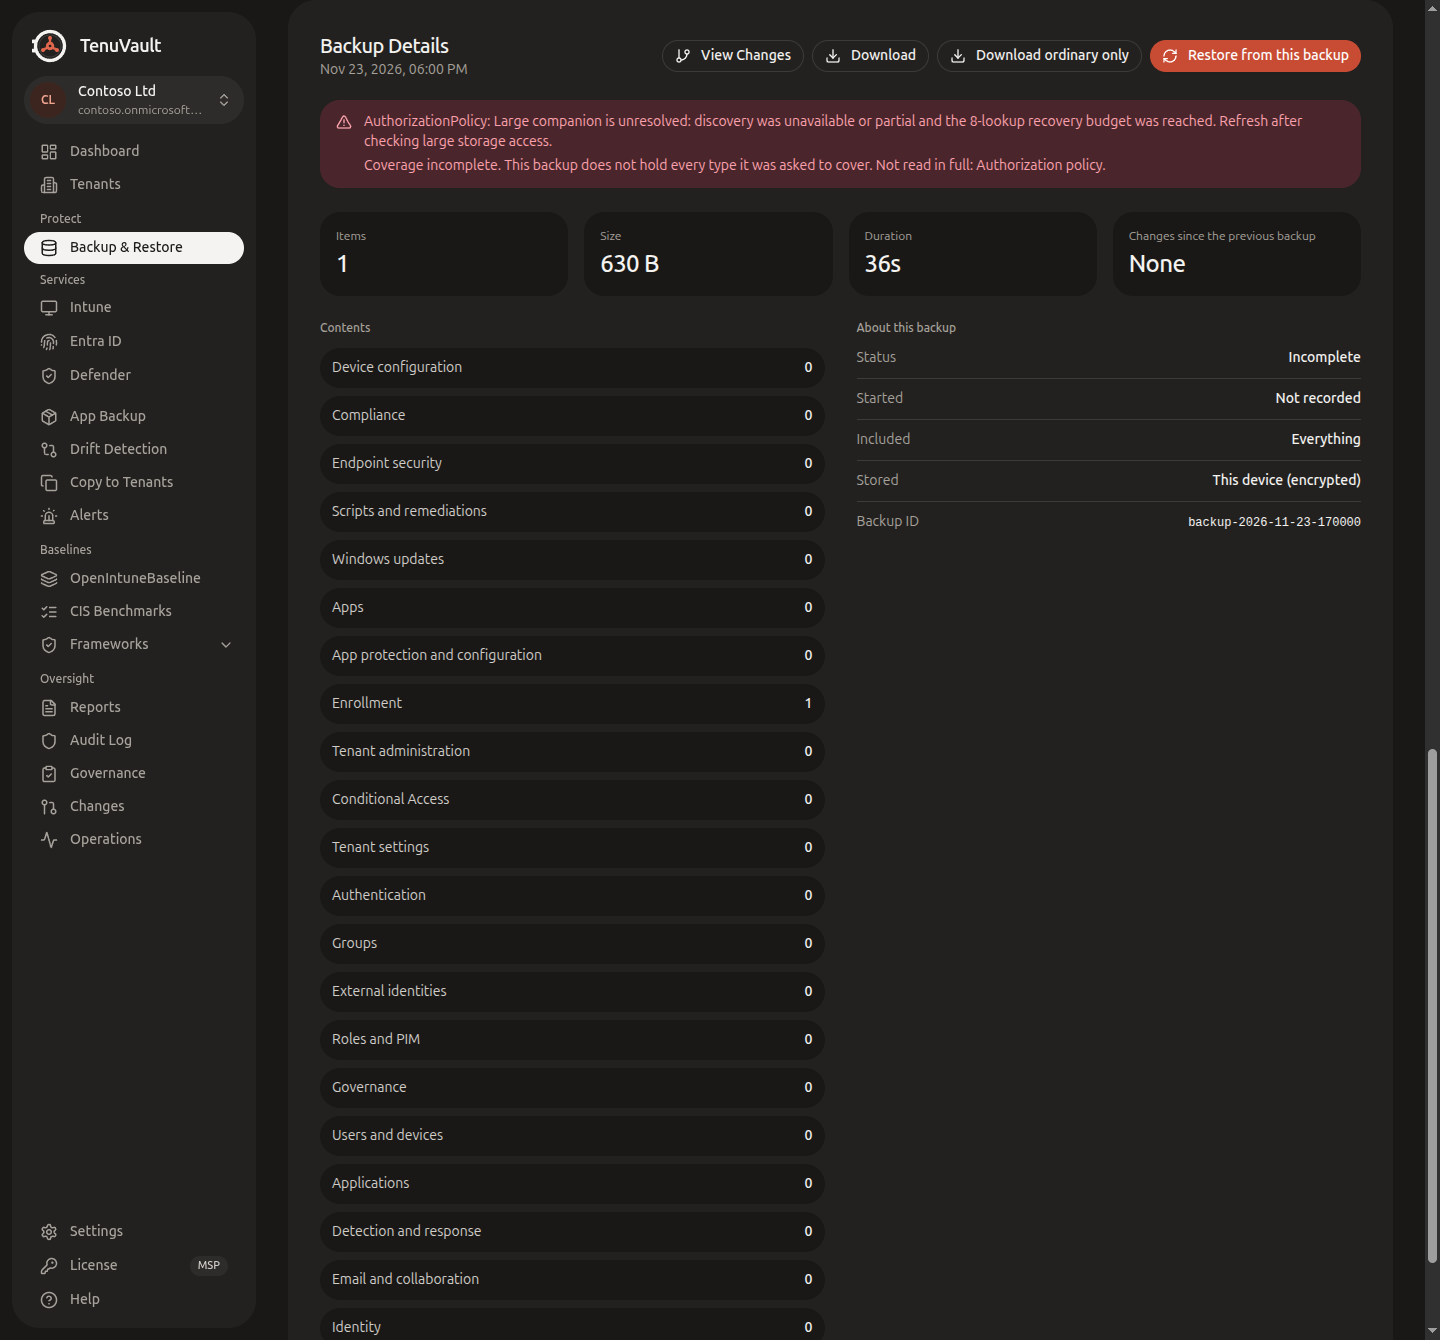 TenuVault
CL
Contoso Ltd
contoso.onmicrosoft...
Dashboard
Tenants
Protect
Backup & Restore
Services
Intune
Entra ID
Defender
App Backup
Drift Detection
Copy to Tenants
Alerts
Baselines
OpenIntuneBaseline
CIS Benchmarks
Frameworks
Oversight
Reports
Audit Log
Governance
Changes
Operations
Settings
License
MSP
Help
Backup Details
Nov 23, 2026, 06:00 PM
View Changes
Download
Download ordinary only
Restore from this backup
AuthorizationPolicy: Large companion is unresolved: discovery was unavailable or partial and the 8-lookup recovery budget was reached. Refresh after
checking large storage access.
Coverage incomplete. This backup does not hold every type it was asked to cover. Not read in full: Authorization policy.
Items
1
Size
630 B
Duration
36s
Changes since the previous backup
None
Contents
Device configuration 0
Compliance 0
Endpoint security 0
Scripts and remediations 0
Windows updates 0
Apps 0
App protection and configuration 0
Enrollment 1
Tenant administration 0
Conditional Access 0
Tenant settings 0
Authentication 0
Groups 0
External identities 0
Roles and PIM 0
Governance 0
Users and devices 0
Applications 0
Detection and response 0
Email and collaboration 0
Identity 0
About this backup
Status Incomplete
Started Not recorded
Included Everything
Stored This device (encrypted)
Backup ID backup-2026-11-23-170000